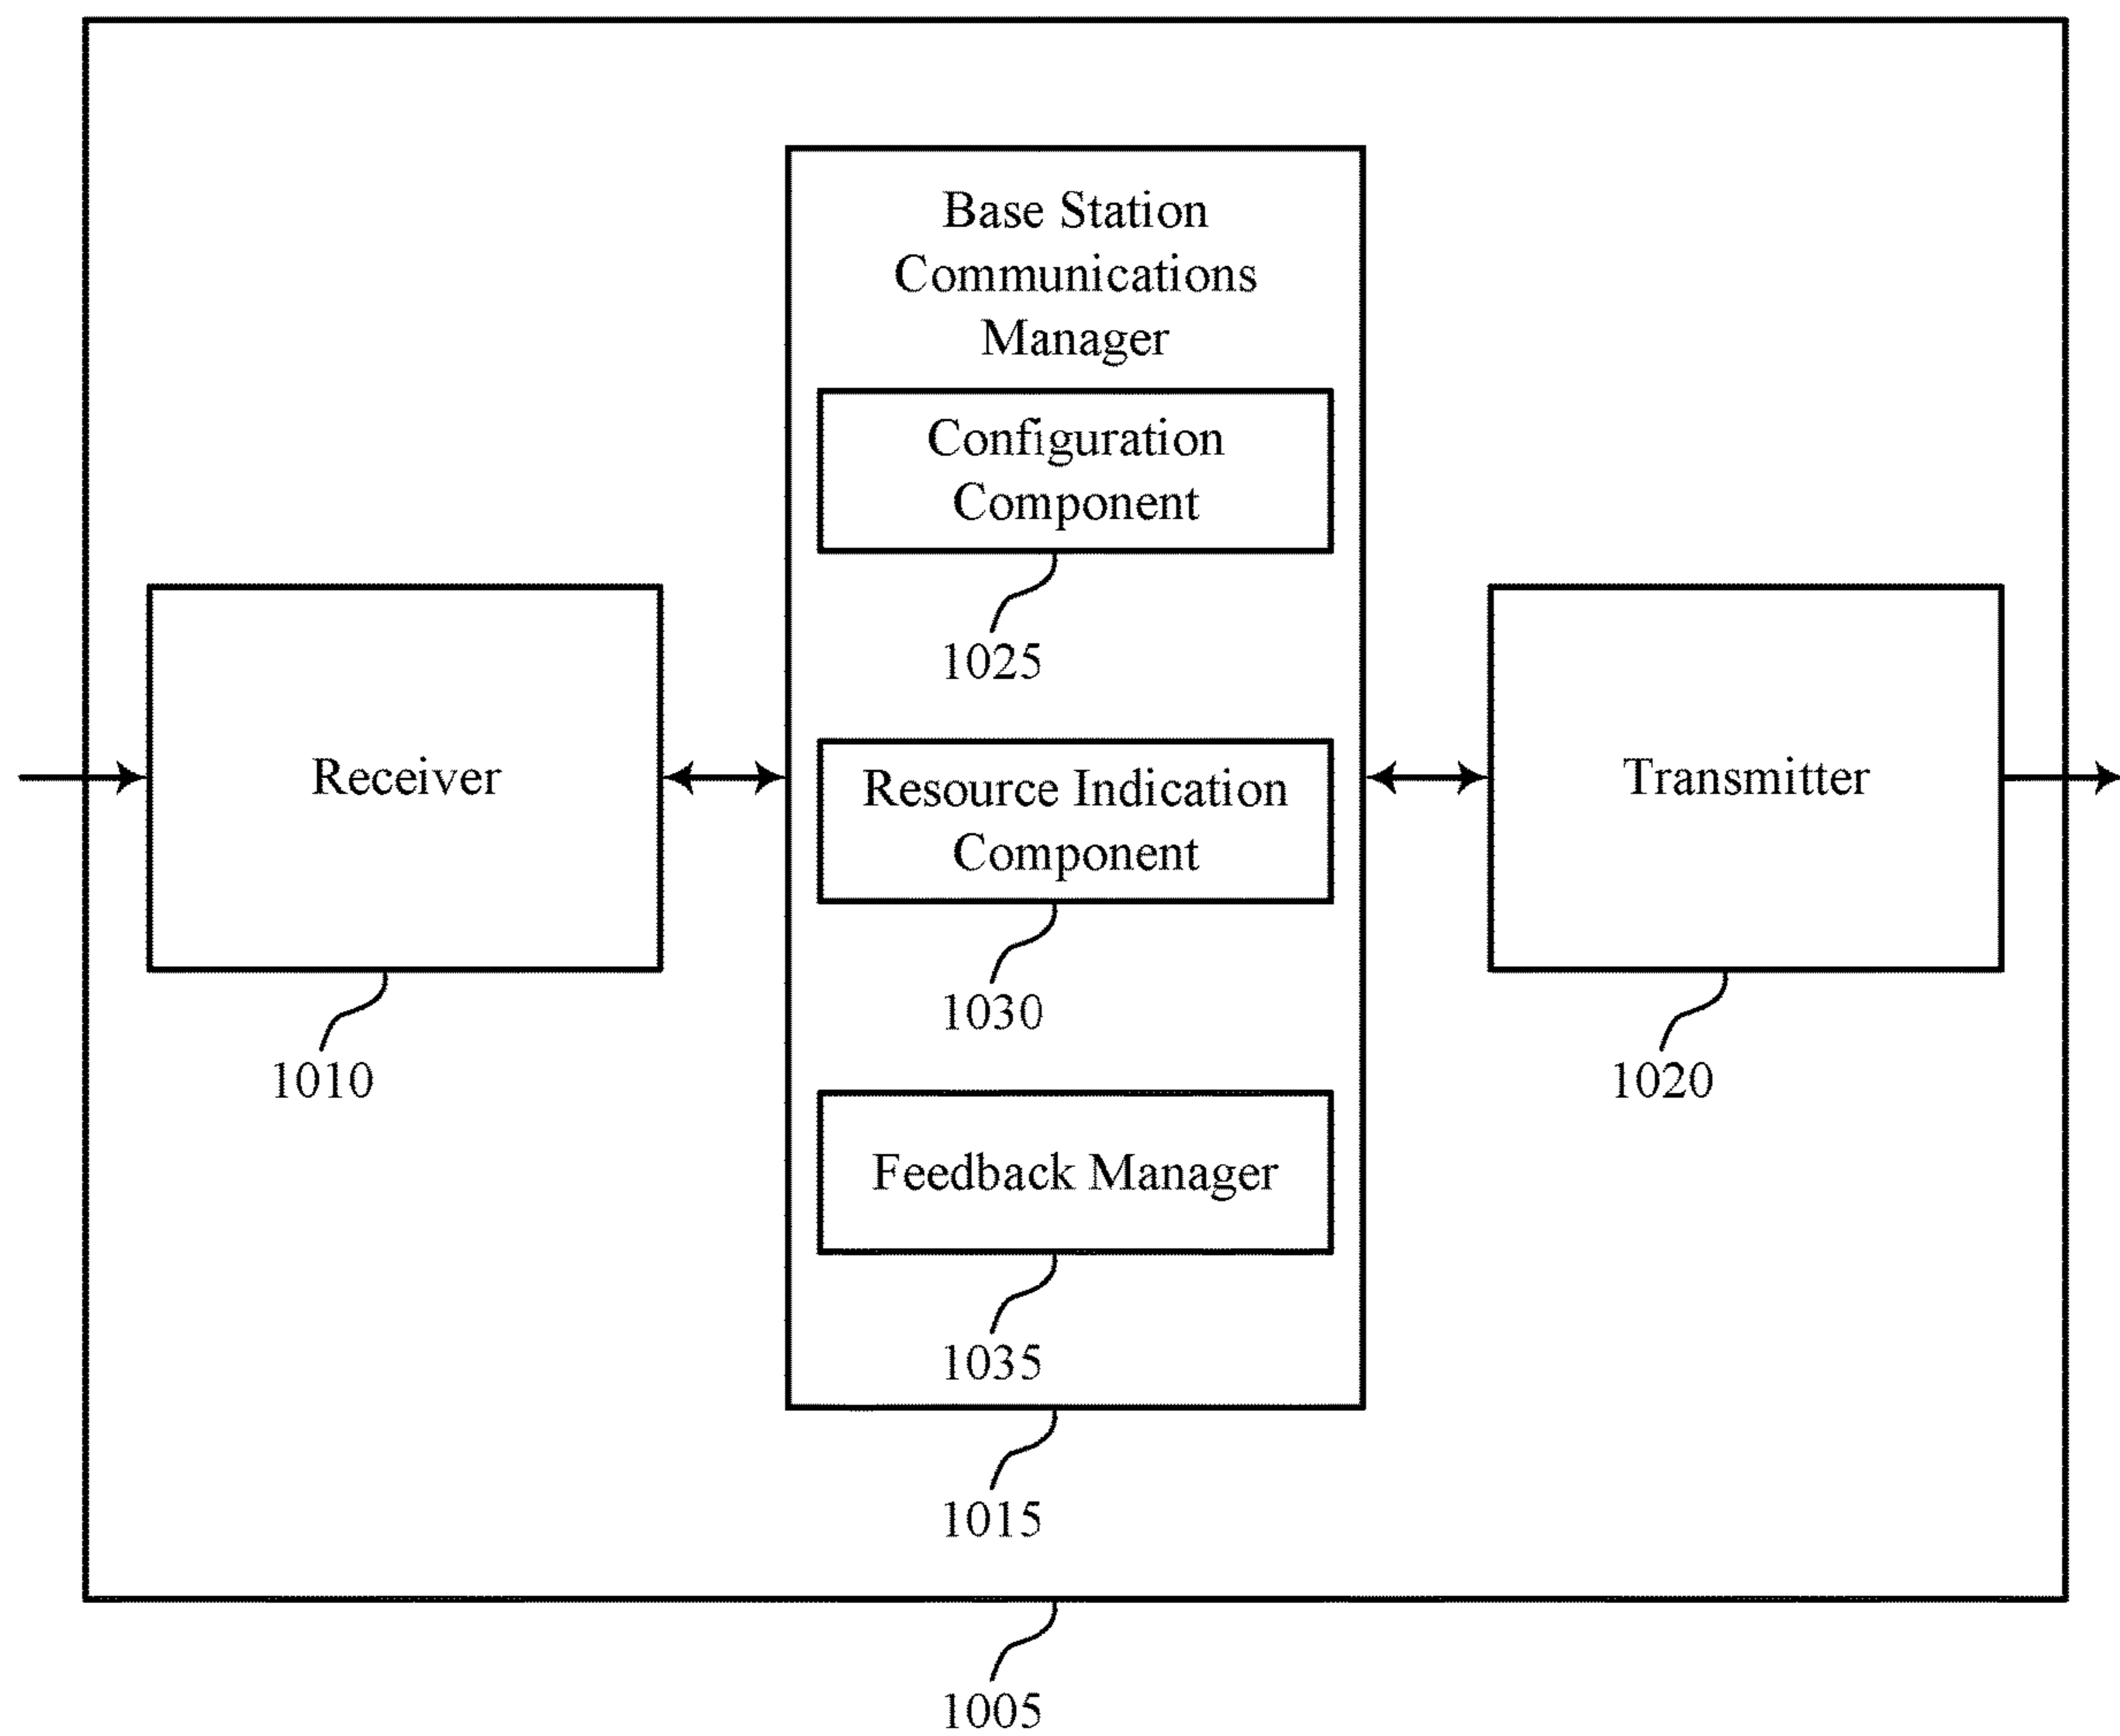 Base Station
Communications
Manager
Configuration
Component
1025
Receiver
1010
Resource Indication
Component
1030
Transmitter
1020
Feedback Manager
1035
1015
1005